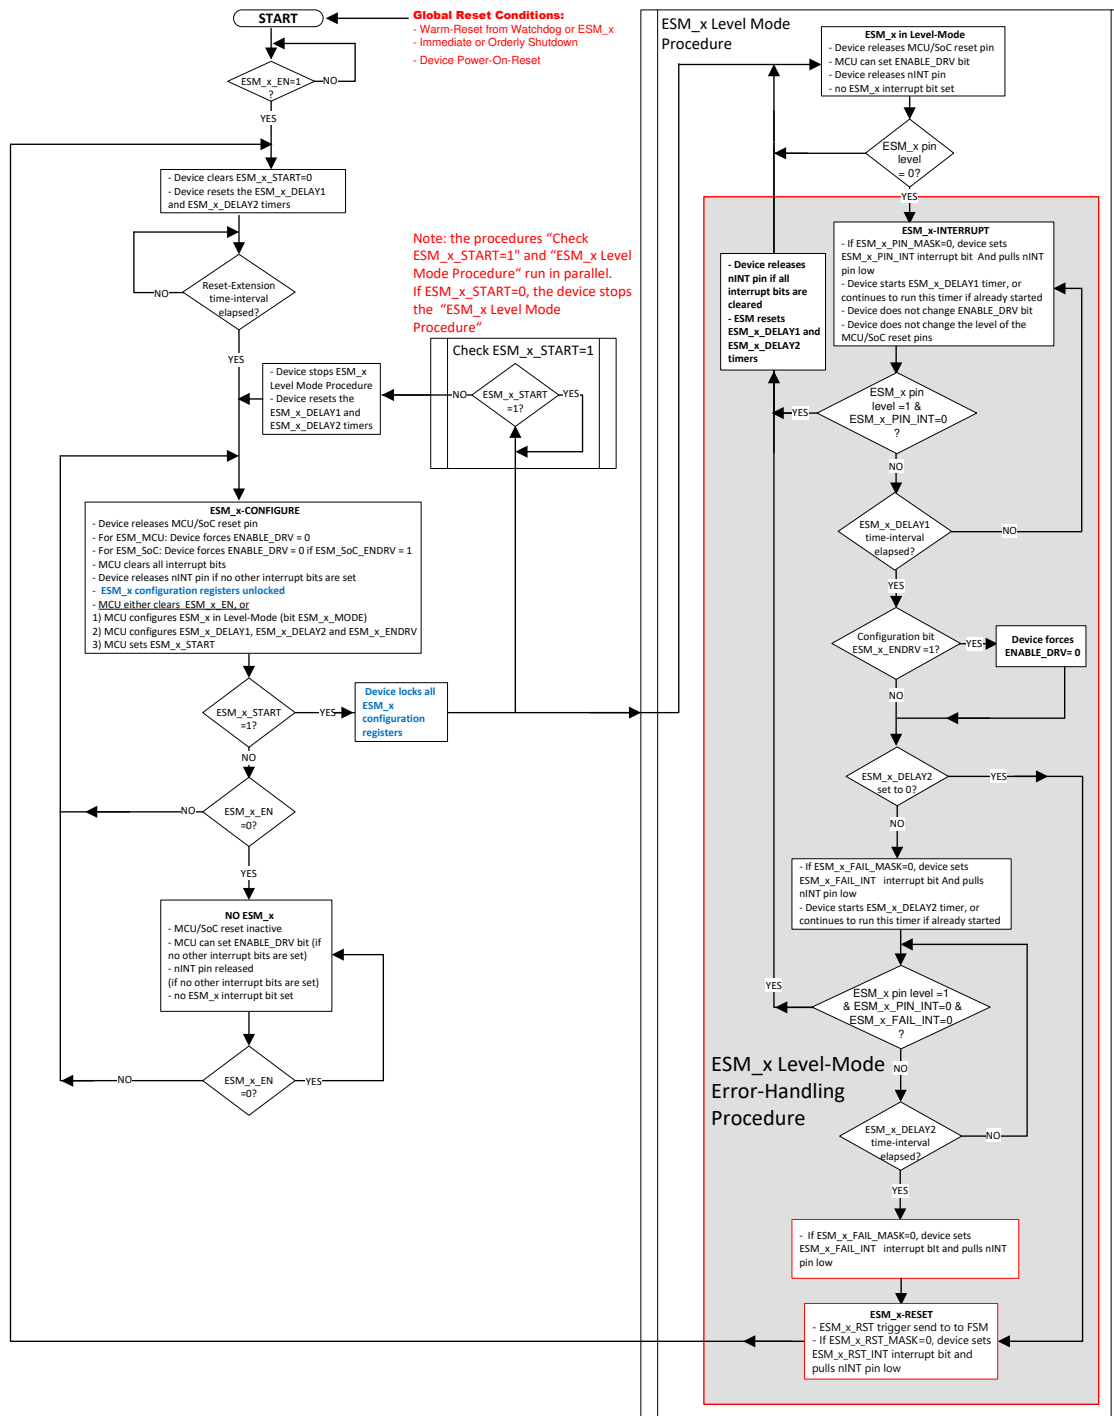 START
Global Reset Conditions:
- Warm-Reset from Watchdog or ESM_x
- Immediate or Orderly Shutdown
- Device Power-On-Reset
ESM_x_EN=1
?
NO
YES
- Device clears ESM_x_START=0
- Device resets the ESM_x_DELAY1
and ESM_x_DELAY2 timers
Reset-Extension
time-interval
elapsed?
NO
YES
Note: the procedures “Check
ESM_x_START=1" and “ESM_x Level
Mode Procedure“ run in parallel.
If ESM_x_START=0, the device stops
the “ESM_x Level Mode
Procedure“
Check ESM_x_START=1
ESM_x_START
=1?
NO
YES
- Device stops ESM_x
Level Mode Procedure
- Device resets the
ESM_x_DELAY1 and
ESM_x_DELAY2 timers
ESM_x-CONFIGURE
- Device releases MCU/SoC reset pin
- For ESM_MCU: Device forces ENABLE_DRV = 0
- For ESM_SoC: Device forces ENABLE_DRV = 0 if ESM_SoC_ENDRV = 1
- MCU clears all interrupt bits
- Device releases nINT pin if no other interrupt bits are set
- ESM_x configuration registers unlocked
- MCU either clears ESM_x_EN, or
1) MCU configures ESM_x in Level-Mode (bit ESM_x_MODE)
2) MCU configures ESM_x_DELAY1, ESM_x_DELAY2 and ESM_x_ENDRV
3) MCU sets ESM_x_START
ESM_x_START
=1?
YES
NO
Device locks all
ESM_x
configuration
registers
ESM_x_EN
=0?
NO
YES
NO ESM_x
- MCU/SoC reset inactive
- MCU can set ENABLE_DRV bit (if
no other interrupt bits are set)
- nINT pin released
(if no other interrupt bits are set)
- no ESM_x interrupt bit set
ESM_x_EN
=0?
NO
YES
ESM_x Level Mode
Procedure
ESM_x in Level-Mode
- Device releases MCU/SoC reset pin
- MCU can set ENABLE_DRV bit
- Device releases nINT pin
- no ESM_x interrupt bit set
ESM_x pin
level
= 0?
YES
ESM_x-INTERRUPT
- If ESM_x_PIN_MASK=0, device sets
ESM_x_PIN_INT interrupt bit And pulls nINT
pin low
- Device starts ESM_x_DELAY1 timer, or
continues to run this timer if already started
- Device does not change ENABLE_DRV bit
- Device does not change the level of the
MCU/SoC reset pins
- Device releases
nINT pin if all
interrupt bits are
cleared
- ESM resets
ESM_x_DELAY1 and
ESM_x_DELAY2
timers
ESM_x pin
level =1 &
ESM_x_PIN_INT=0
?
YES
NO
ESM_x_DELAY1
time-interval
elapsed?
NO
YES
Configuration bit
ESM_x_ENDRV =1?
YES
Device forces
ENABLE_DRV= 0
NO
ESM_x_DELAY2
set to 0?
YES
NO
- If ESM_x_FAIL_MASK=0, device sets
ESM_x_FAIL_INT interrupt bit And pulls
nINT pin low
- Device starts ESM_x_DELAY2 timer, or
continues to run this timer if already started
ESM_x pin level =1
& ESM_x_PIN_INT=0 &
ESM_x_FAIL_INT=0
?
YES
NO
ESM_x Level-Mode
Error-Handling
Procedure
ESM_x_DELAY2
time-interval
elapsed?
NO
YES
- If ESM_x_FAIL_MASK=0, device sets
ESM_x_FAIL_INT interrupt bIt and pulls nINT
pin low
ESM_x-RESET
- ESM_x_RST trigger send to to FSM
- If ESM_x_RST_MASK=0, device sets
ESM_x_RST_INT interrupt bit and
pulls nINT pin low